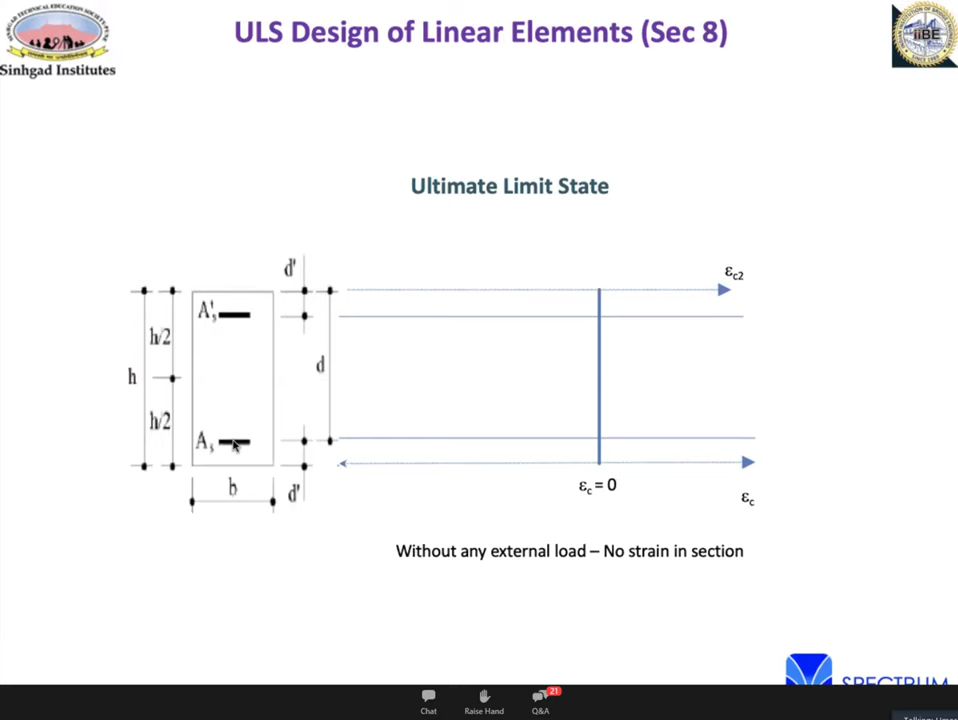 ULS Design of Linear Elements (Sec 8)
Sinhgad Institutes
IIBE
Ultimate Limit State
d'
εc2
A's
h/2
d
h
h/2
As
b
d'
εc = 0
εc
Without any external load – No strain in section
SPECTRUM
21
Chat
Raise Hand
Q&A
Talking: